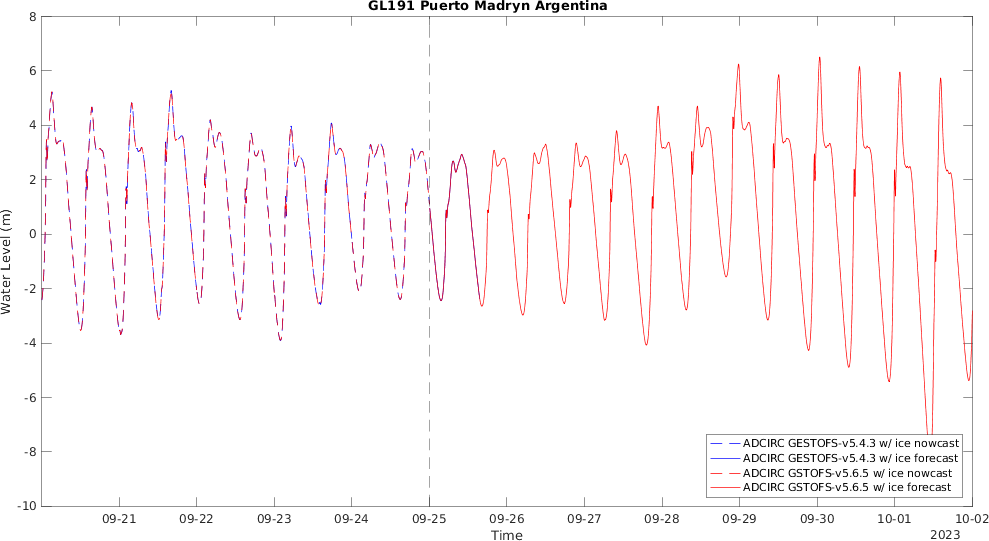 GL191 Puerto Madryn Argentina
8
6
4
2
0
-2
-4
-6
-8
-10
Water Level (m)
ADCIRC GESTOFS-v5.4.3 w/ ice nowcast
ADCIRC GESTOFS-v5.4.3 w/ ice forecast
ADCIRC GSTOFS-v5.6.5 w/ ice nowcast
ADCIRC GSTOFS-v5.6.5 w/ ice forecast
09-21 09-22 09-23 09-24 09-25 09-26 09-27 09-28 09-29 09-30 10-01 10-02
Time
2023